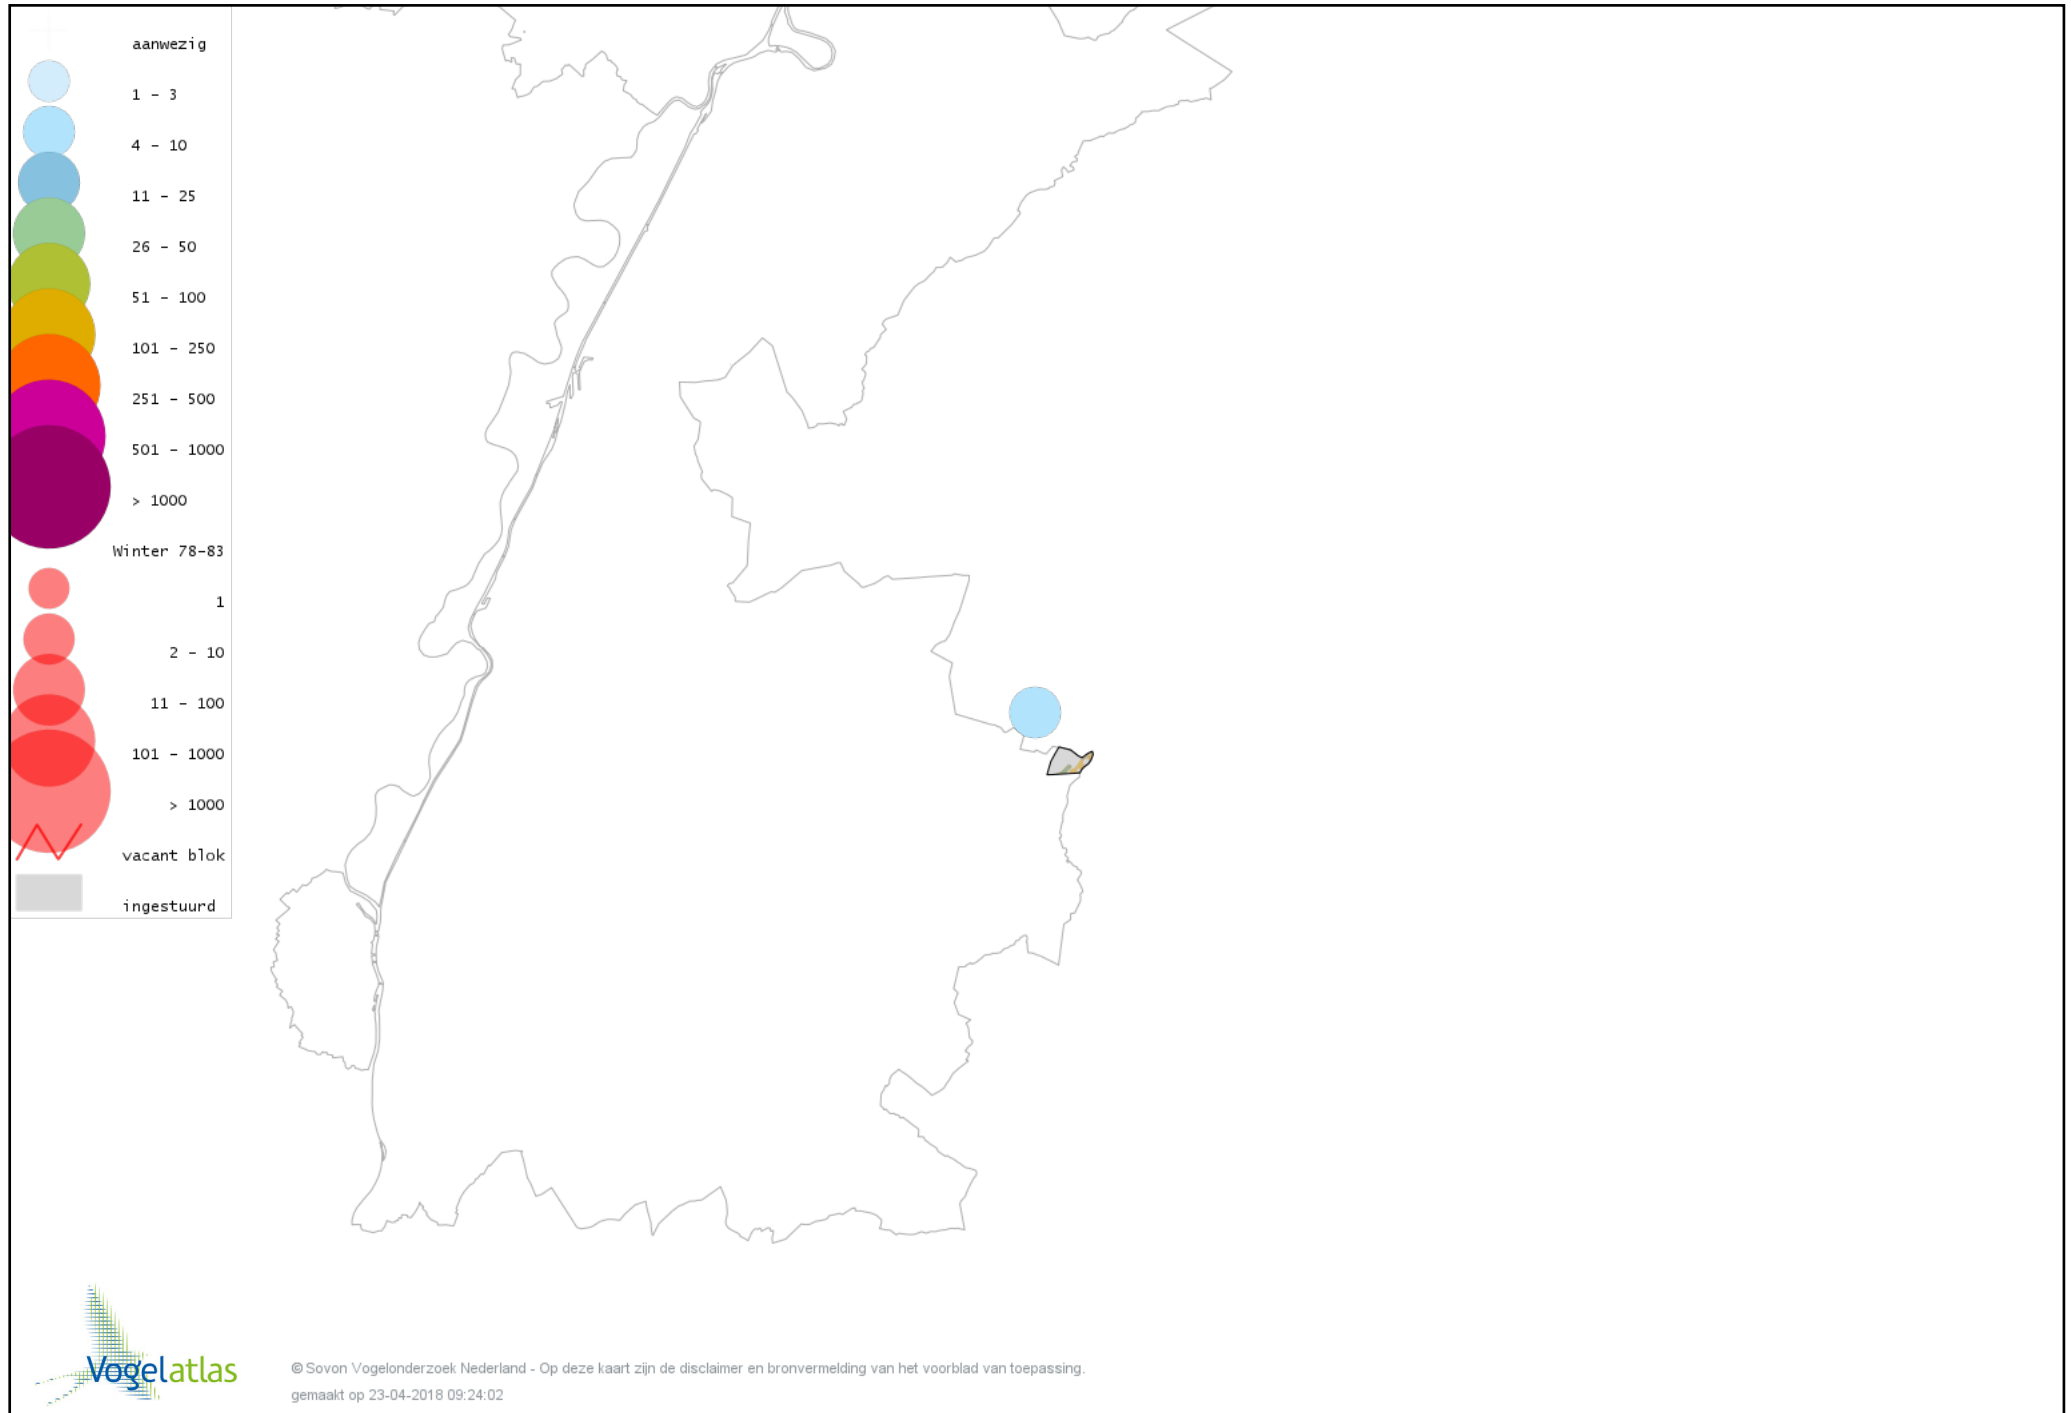 aanwezig
1 - 3
4 - 10
11 - 25
26 - 50
51 - 100
101 - 250
251 - 500
501 - 1000
> 1000
Winter 78-83
1
2 - 10
11 - 100
101 - 1000
> 1000
vacant blok
ingestuurd
Vogelatlas
© Sovon Vogelonderzoek Nederland - Op deze kaart zijn de disclaimer en bronvermelding van het voorblad van toepassing.
gemaakt op 23-04-2018 09:24:02